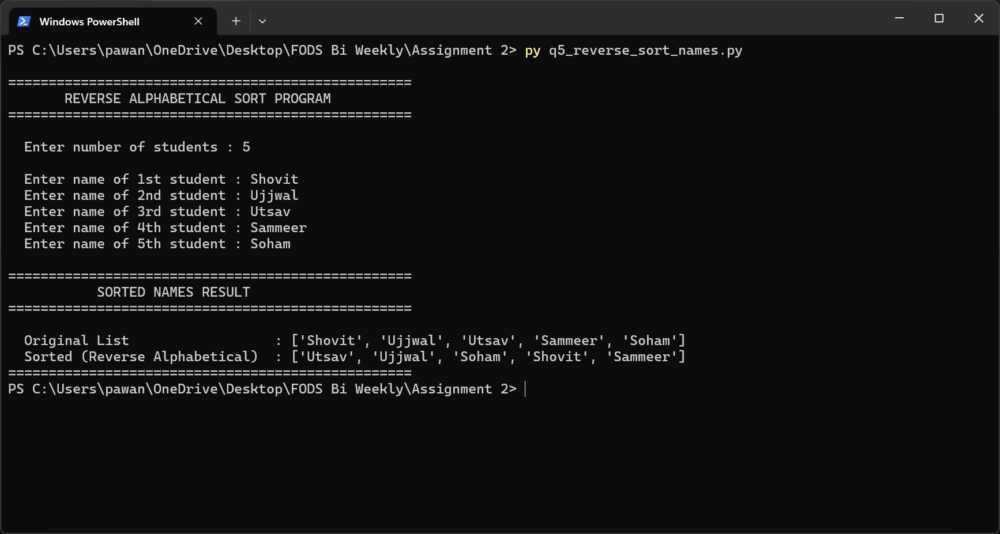 Windows PowerShell
PS C:\Users\pawan\OneDrive\Desktop\FODS Bi Weekly\Assignment 2> py q5_reverse_sort_names.py
==================================================
REVERSE ALPHABETICAL SORT PROGRAM
==================================================
Enter number of students : 5
Enter name of 1st student : Shovit
Enter name of 2nd student : Ujjwal
Enter name of 3rd student : Utsav
Enter name of 4th student : Sammeer
Enter name of 5th student : Soham
==================================================
SORTED NAMES RESULT
==================================================
Original List                  : ['Shovit', 'Ujjwal', 'Utsav', 'Sammeer', 'Soham']
Sorted (Reverse Alphabetical)  : ['Utsav', 'Ujjwal', 'Soham', 'Shovit', 'Sammeer']
==================================================
PS C:\Users\pawan\OneDrive\Desktop\FODS Bi Weekly\Assignment 2>